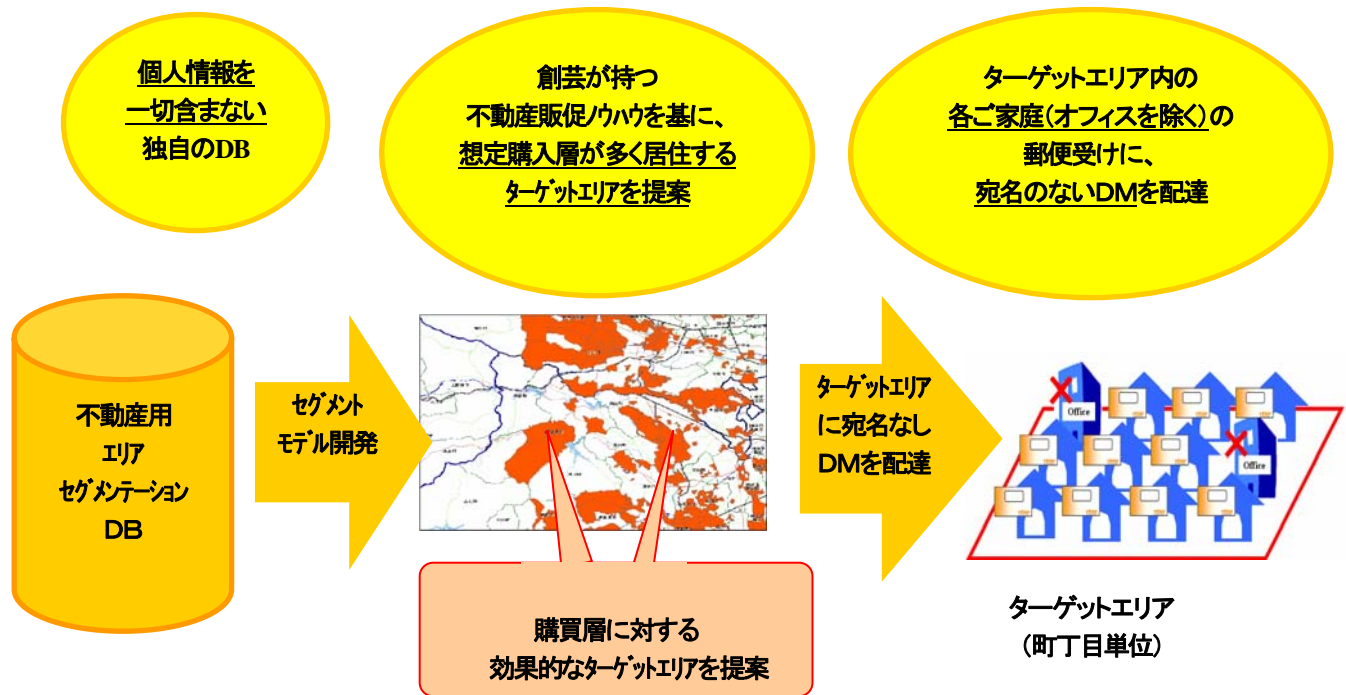 個人情報を
一切含まない
独自のDB
創芸が持つ
不動産販促ﾉｳﾊｳを基に、
想定購入層が多く居住する
ﾀｰｹﾞｯﾄエリアを提案
ターゲットエリア内の
各ご家庭(オフィスを除く)の
郵便受けに、
宛名のないＤＭを配達
不動産用
ｴﾘｱ
ｾｸﾞﾒﾝﾃｰｼｮﾝ
ＤＢ
ｾｸﾞﾒﾝﾄ
モデル開発
ﾀｰｹﾞｯﾄエリア
に宛名なし
ＤＭを配達
Office
Office
購買層に対する
効果的なﾀｰｹﾞｯﾄエリアを提案
ターゲットエリア
(町丁目単位)